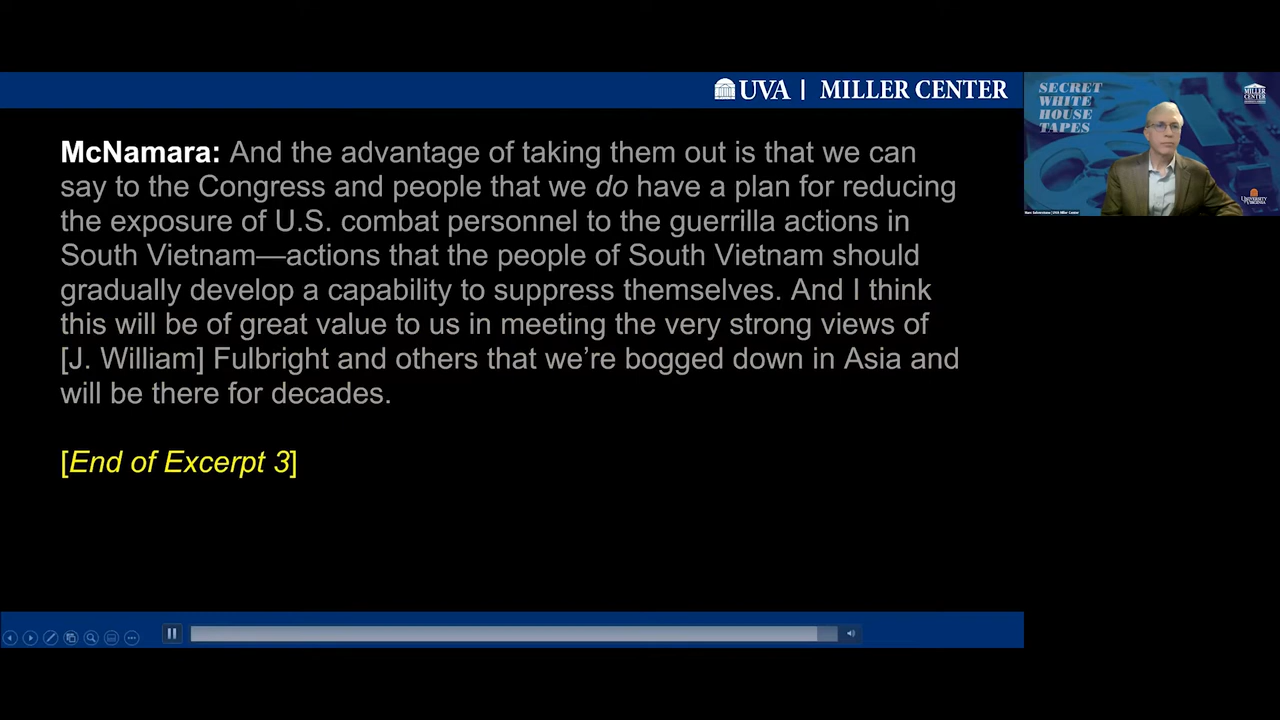 UVA | MILLER CENTER
SECRET
WHITE
HOUSE
TAPES
MILLER
CENTER
McNamara: And the advantage of taking them out is that we can
say to the Congress and people that we do have a plan for reducing
the exposure of U.S. combat personnel to the guerrilla actions in
South Vietnam—actions that the people of South Vietnam should
gradually develop a capability to suppress themselves. And I think
this will be of great value to us in meeting the very strong views of
[J. William] Fulbright and others that we’re bogged down in Asia and
will be there for decades.
[End of Excerpt 3]
UNIVERSITY
VIRGINIA